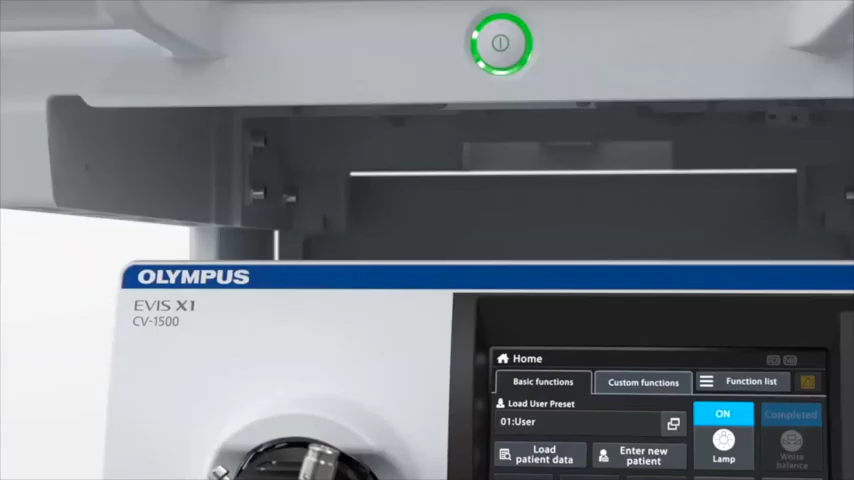 OLYMPUS
EVIS X1
CV-1500
Home
Basic functions
Custom functions
Function list
Load User Preset
01:User
ON
Completed
Load
patient data
Enter new
patient
Lamp
White
balance